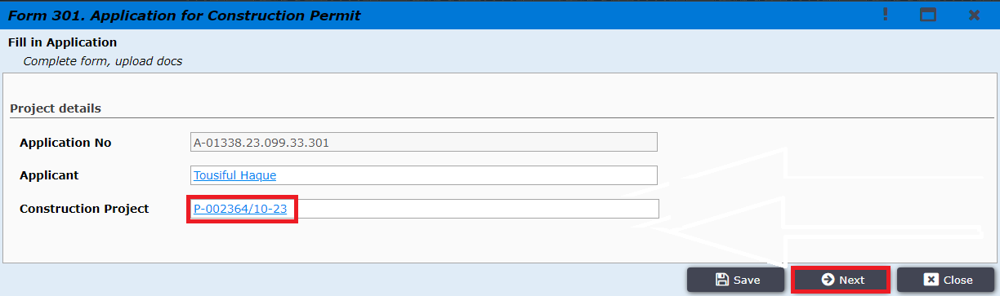 Form 301. Application for Construction Permit
Fill in Application
Complete form, upload docs
Project details
Application No A-01338.23.099.33.301
Applicant Tousiful Haque
Construction Project P-002364/10-23
Save Next Close